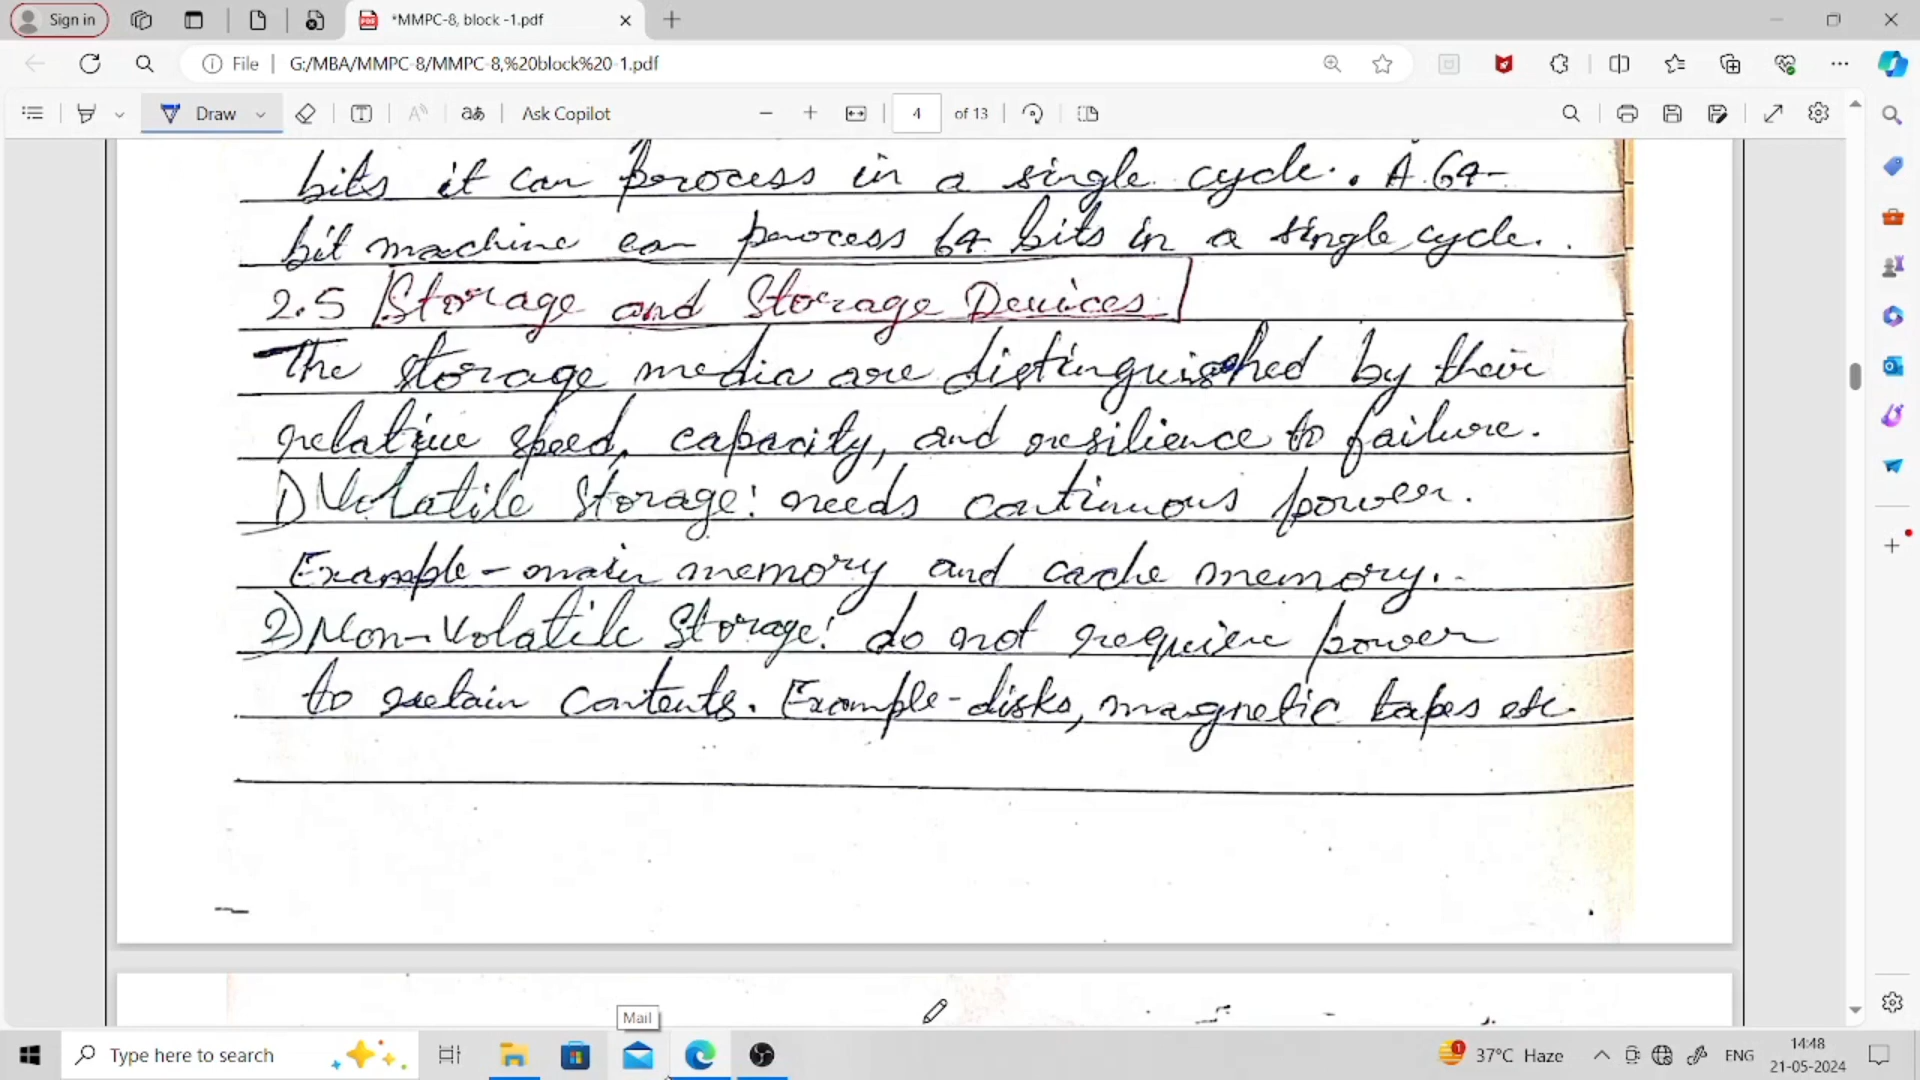 Sign in
*MMPC-8, block -1.pdf
File
G:/MBA/MMPC-8/MMPC-8,%20block%20-1.pdf
Draw
Ask Copilot
4 of 13
bits it can process in a single cycle. A 64-
bit machine can process 64 bits in a single cycle.
2.5 Storage and Storage Devices
The storage media are distinguished by their
relative speed, capacity, and resilience to failure.
1) Volatile Storage: needs continuous power.
Example - main memory and cache memory.
2) Non-Volatile Storage: do not require power
to retain contents. Example - disks, magnetic tapes etc.
Mail
Type here to search
37°C Haze
ENG
14:48
21-05-2024